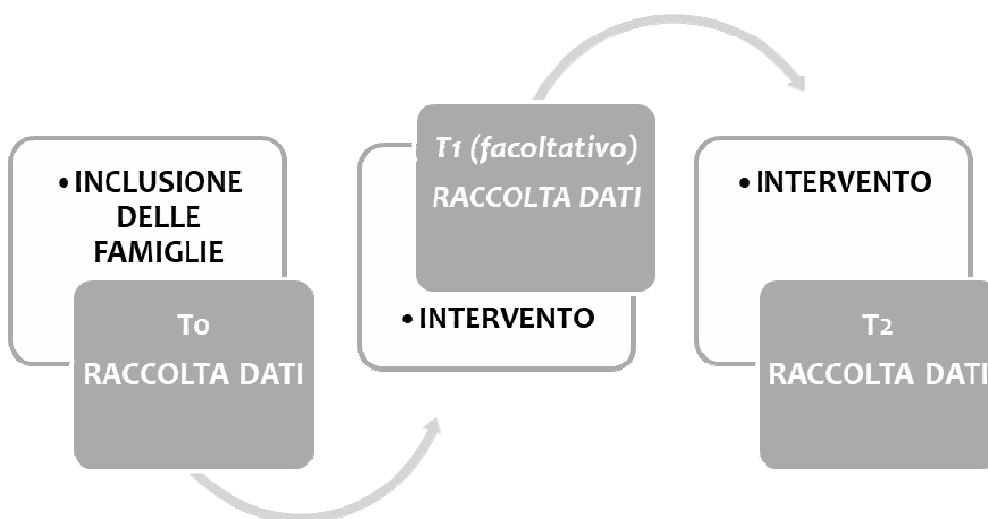 • INCLUSIONE
DELLE
FAMIGLIE
T0
RACCOLTA DATI
T1 (facoltativo)
RACCOLTA DATI
• INTERVENTO
• INTERVENTO
T2
RACCOLTA DATI